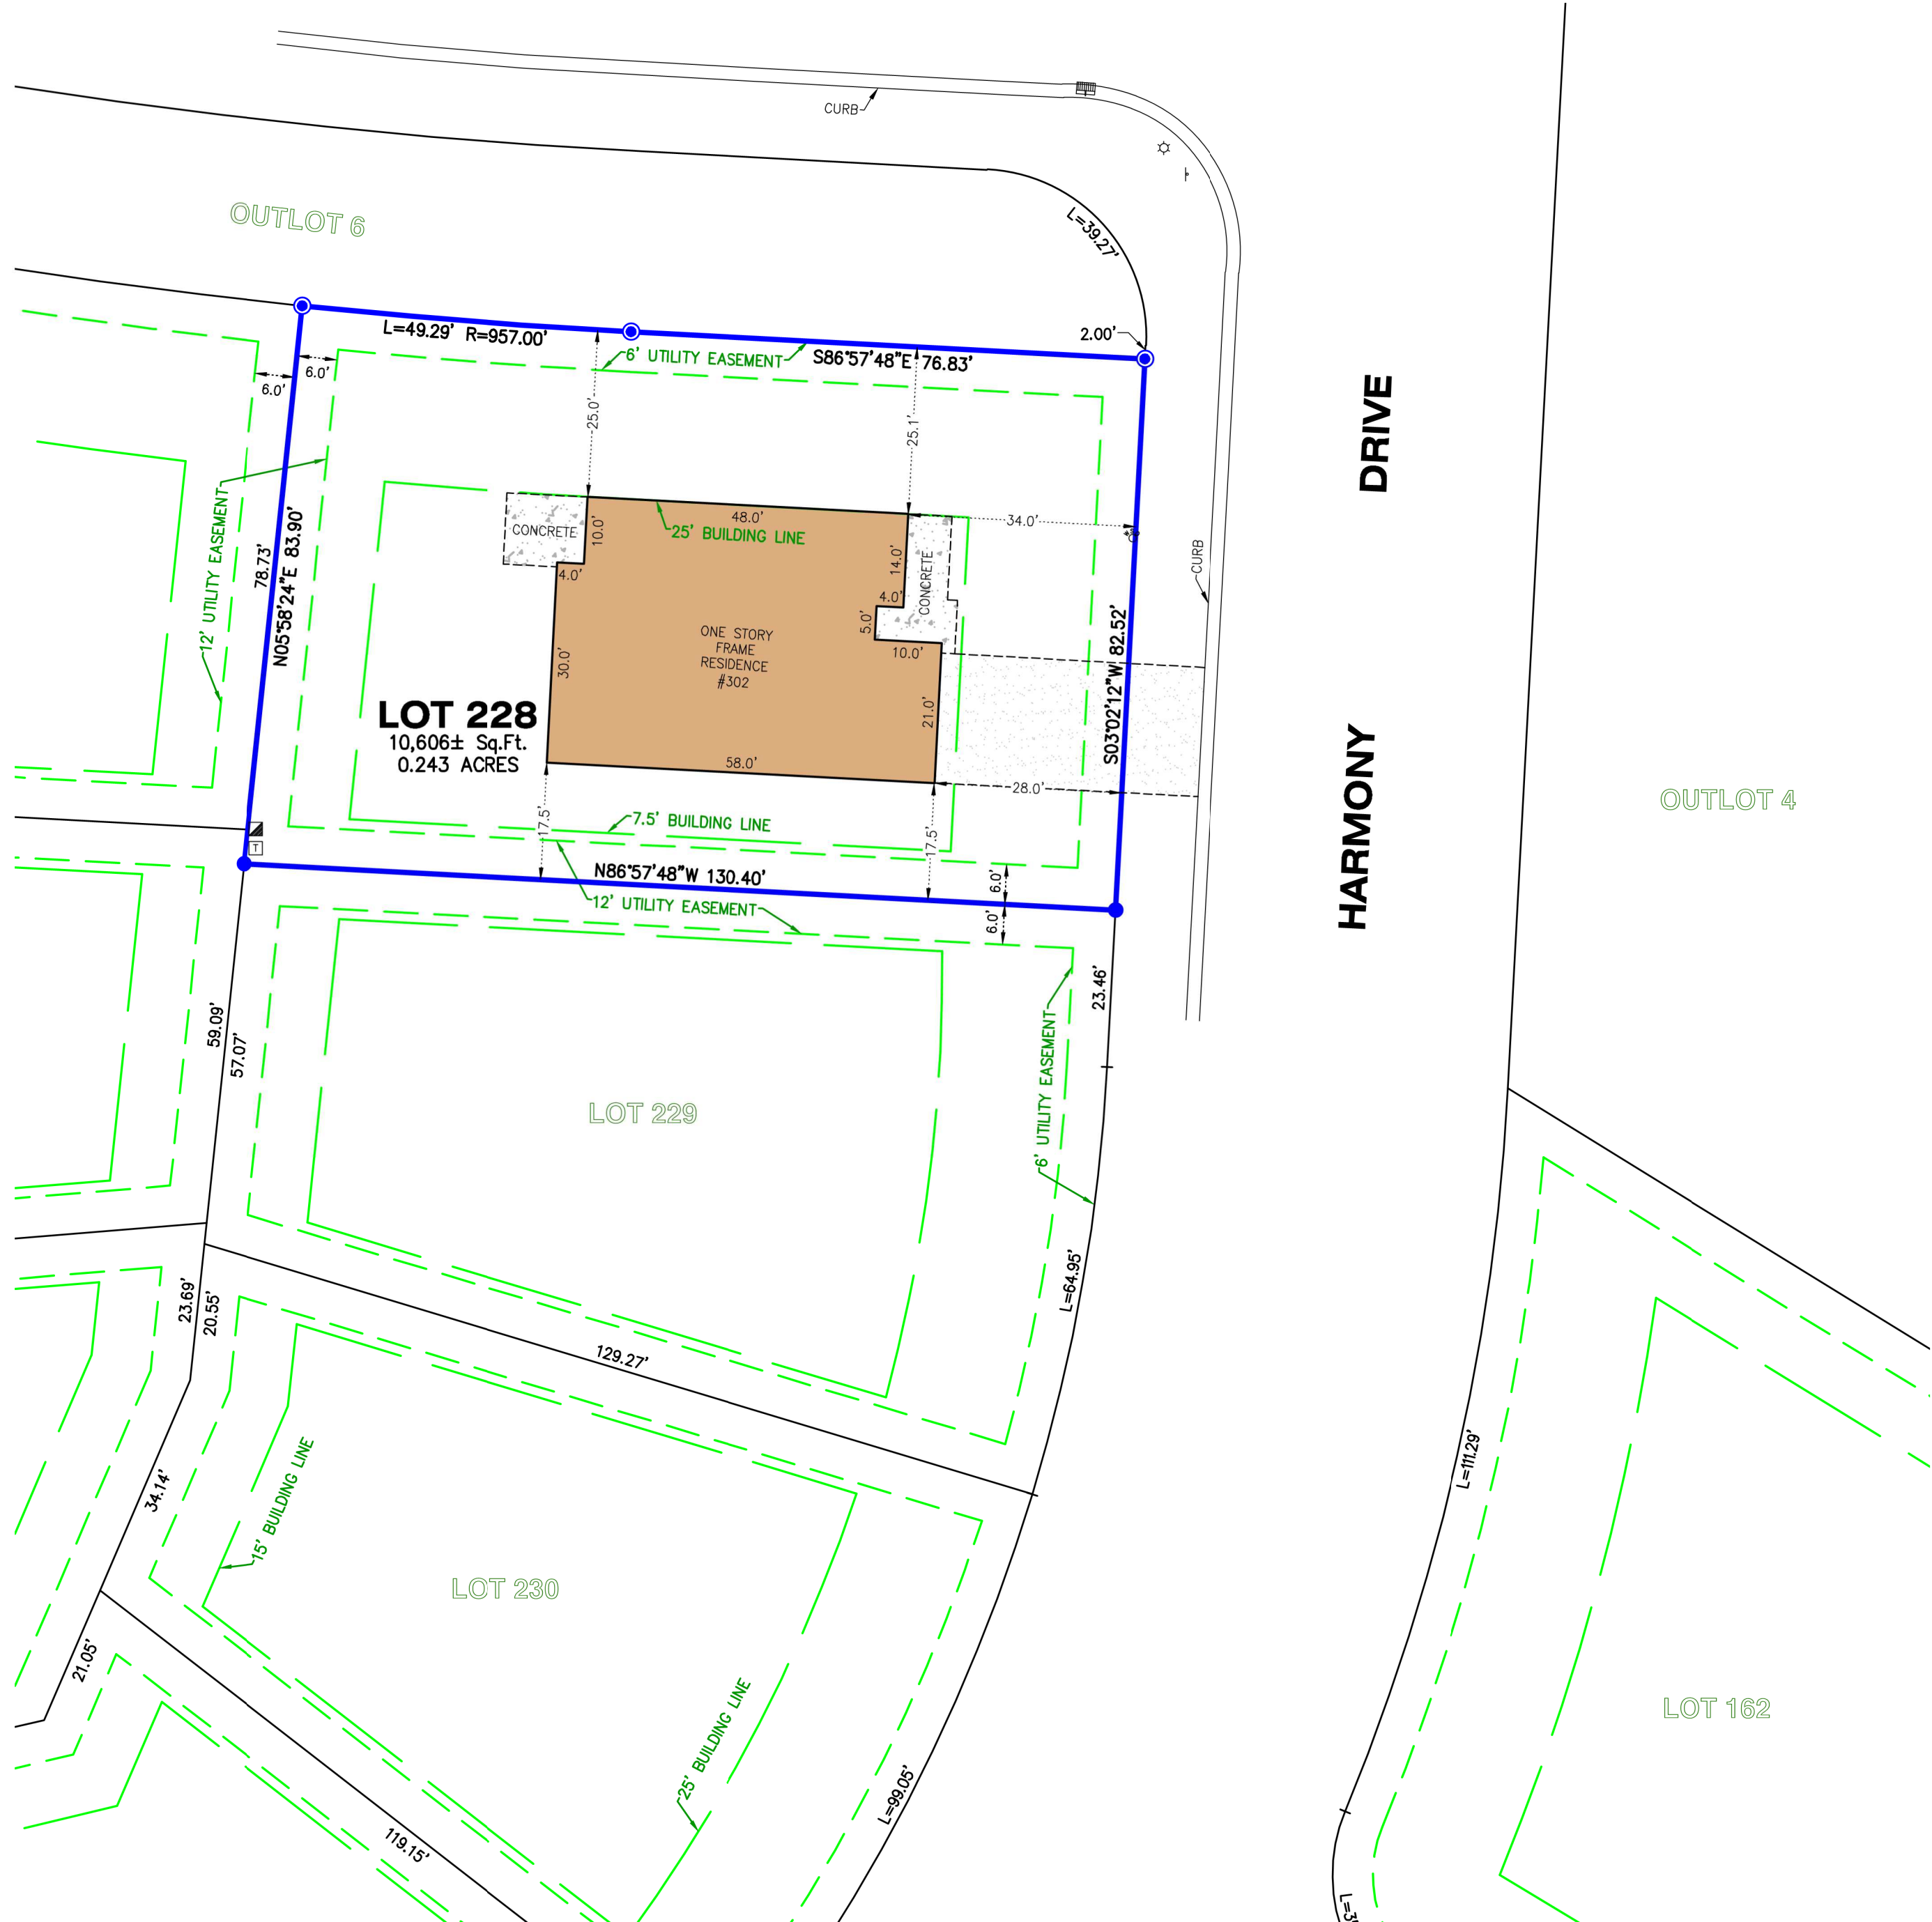 CURB
OUTLOT 6
L=39.27'
2.00'
L=49.29' R=957.00'
6' UTILITY EASEMENT
S86°57'48"E 76.83'
6.0'
6.0'
25.0'
25.1'
DRIVE
HARMONY
12' UTILITY EASEMENT
78.73'
N05°58'24"E 83.90'
CONCRETE
10.0'
48.0'
25' BUILDING LINE
34.0'
4.0'
14.0'
CONCRETE
4.0'
5.0'
10.0'
CURB
ONE STORY
FRAME
RESIDENCE
#302
30.0'
21.0'
S03°02'12"W 82.52'
LOT 228
10,606± Sq.Ft.
0.243 ACRES
58.0'
28.0'
OUTLOT 4
17.5'
7.5' BUILDING LINE
17.5'
T
N86°57'48"W 130.40'
12' UTILITY EASEMENT
6.0'
6.0'
23.46'
59.09'
57.07'
6' UTILITY EASEMENT
LOT 229
L=64.95'
23.69'
20.55'
129.27'
34.14'
15' BUILDING LINE
L=111.29'
LOT 230
21.05'
25' BUILDING LINE
LOT 162
L=99.05'
119.15'